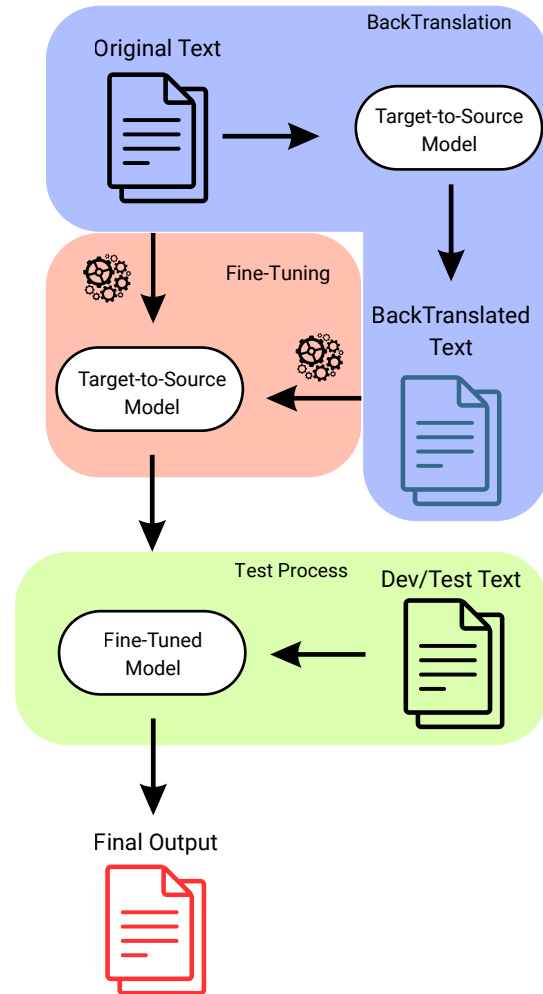 BackTranslation
Original Text
Target-to-Source
Model
Fine-Tuning
BackTranslated
Text
Target-to-Source
Model
Test Process
Dev/Test Text
Fine-Tuned
Model
Final Output